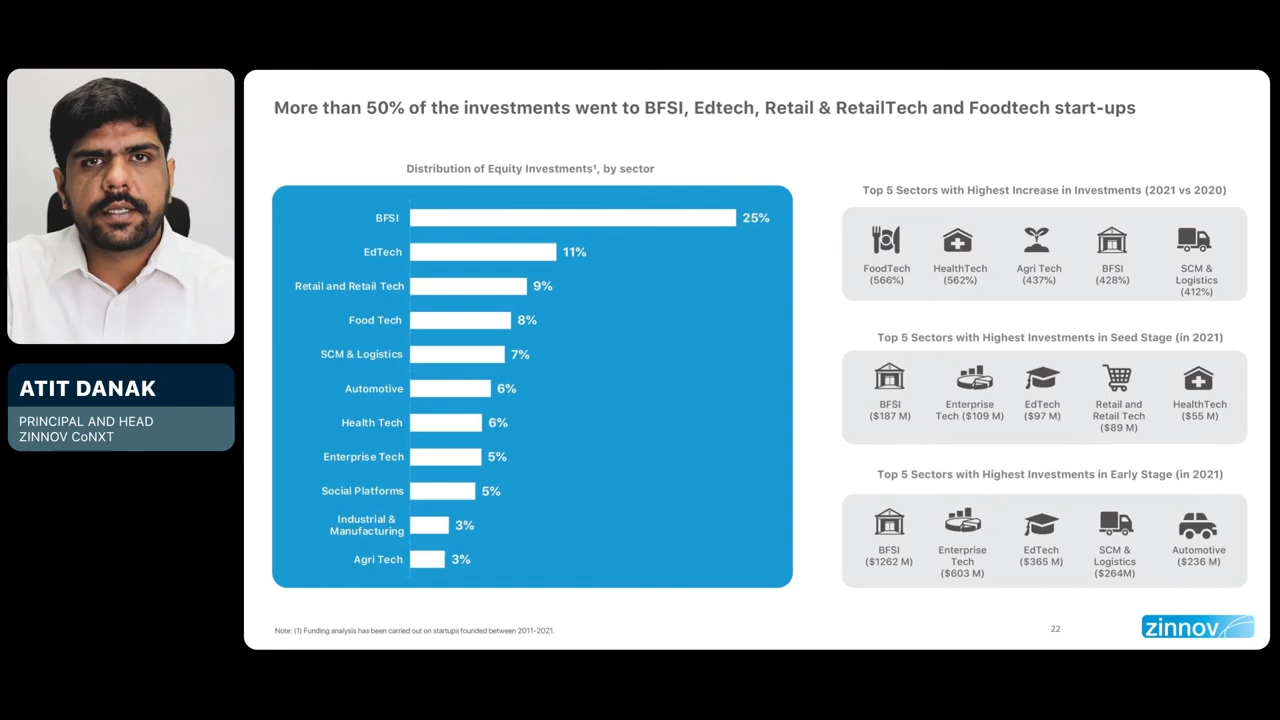 ATIT DANAK
PRINCIPAL AND HEAD
ZINNOV CoNXT
More than 50% of the investments went to BFSI, Edtech, Retail & RetailTech and Foodtech start-ups
Distribution of Equity Investments¹, by sector
BFSI 25%
EdTech 11%
Retail and Retail Tech 9%
Food Tech 8%
SCM & Logistics 7%
Automotive 6%
Health Tech 6%
Enterprise Tech 5%
Social Platforms 5%
Industrial &
Manufacturing 3%
Agri Tech 3%
Top 5 Sectors with Highest Increase in Investments (2021 vs 2020)
FoodTech
(566%)
HealthTech
(562%)
Agri Tech
(437%)
BFSI
(428%)
SCM &
Logistics
(412%)
Top 5 Sectors with Highest Investments in Seed Stage (in 2021)
BFSI
($187 M)
Enterprise
Tech ($109 M)
EdTech
($97 M)
Retail and
Retail Tech
($89 M)
HealthTech
($55 M)
Top 5 Sectors with Highest Investments in Early Stage (in 2021)
BFSI
($1262 M)
Enterprise
Tech
($603 M)
EdTech
($365 M)
SCM &
Logistics
($264M)
Automotive
($236 M)
Note: (1) Funding analysis has been carried out on startups founded between 2011-2021.
22
zinnov